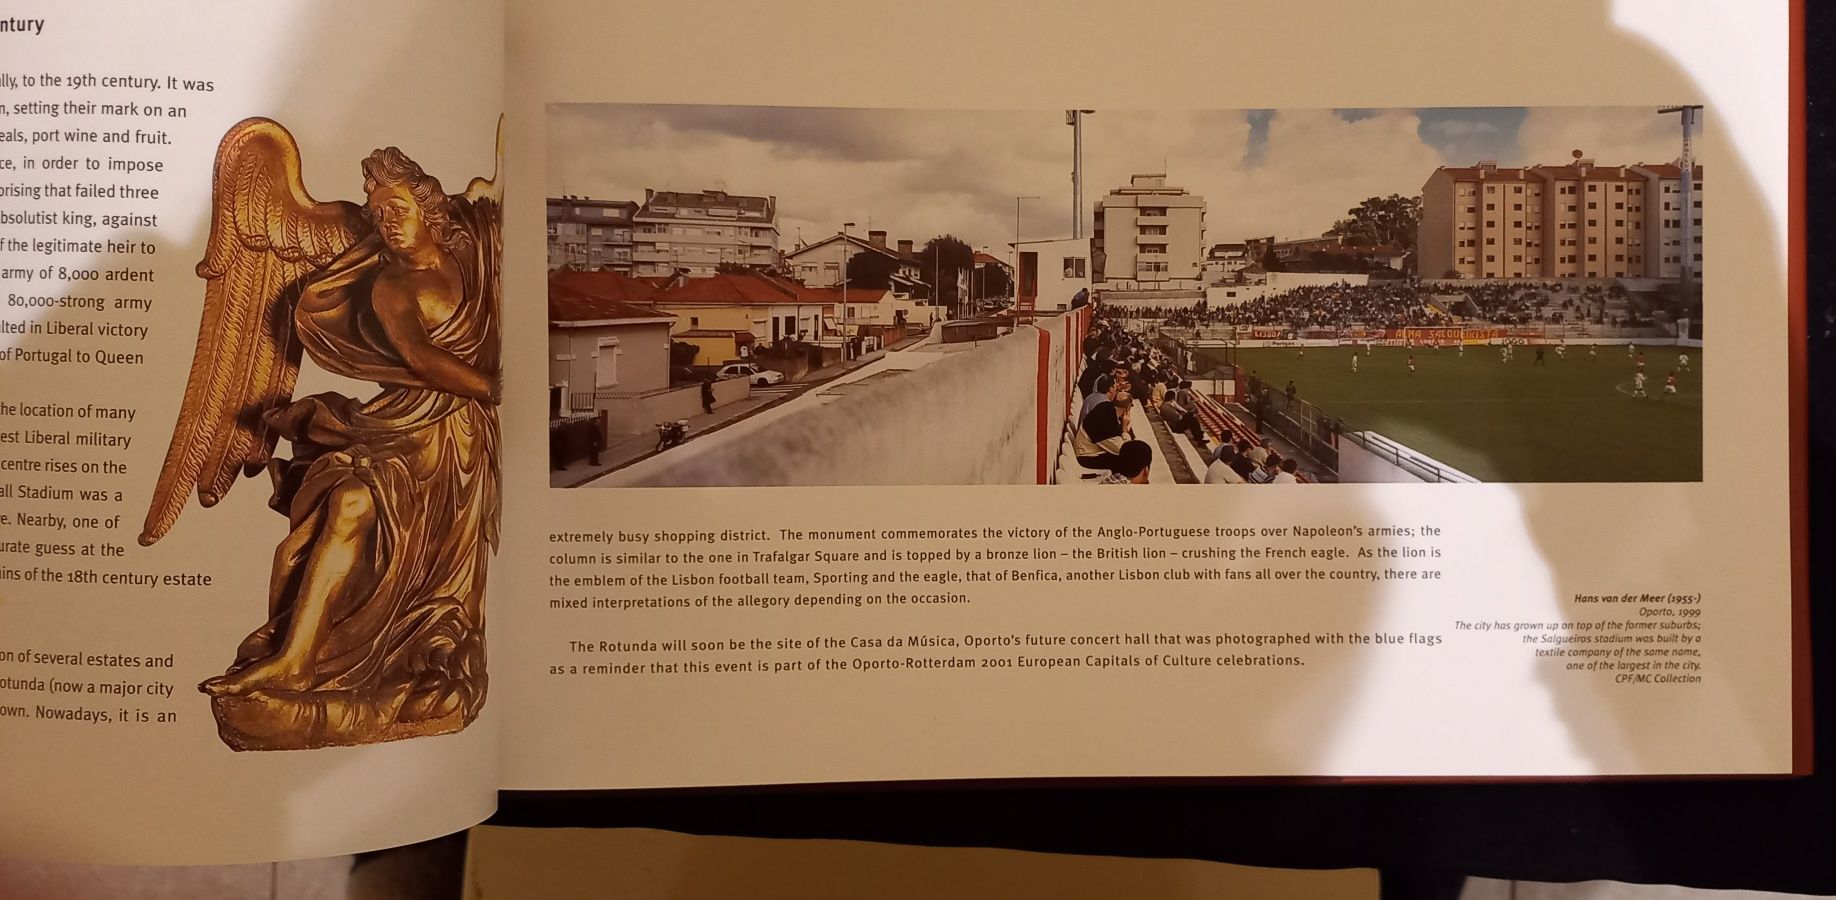 ntury
lly, to the 19th century. It was
n, setting their mark on an
eals, port wine and fruit.
ce, in order to impose
prising that failed three
bsolutist king, against
f the legitimate heir to
army of 8,000 ardent
80,000-strong army
lted in Liberal victory
of Portugal to Queen
he location of many
est Liberal military
centre rises on the
all Stadium was a
e. Nearby, one of
urate guess at the
ins of the 18th century estate
on of several estates and
otunda (now a major city
own. Nowadays, it is an
ALMA SALGUEIRISTA
extremely busy shopping district. The monument commemorates the victory of the Anglo-Portuguese troops over Napoleon's armies; the
column is similar to the one in Trafalgar Square and is topped by a bronze lion – the British lion – crushing the French eagle. As the lion is
the emblem of the Lisbon football team, Sporting and the eagle, that of Benfica, another Lisbon club with fans all over the country, there are
mixed interpretations of the allegory depending on the occasion.
The Rotunda will soon be the site of the Casa da Música, Oporto's future concert hall that was photographed with the blue flags
as a reminder that this event is part of the Oporto-Rotterdam 2001 European Capitals of Culture celebrations.
Hans van der Meer (1955-)
Oporto, 1999
The city has grown up on top of the former suburbs;
the Salgueiros stadium was built by a
textile company of the same name,
one of the largest in the city.
CPF/MC Collection